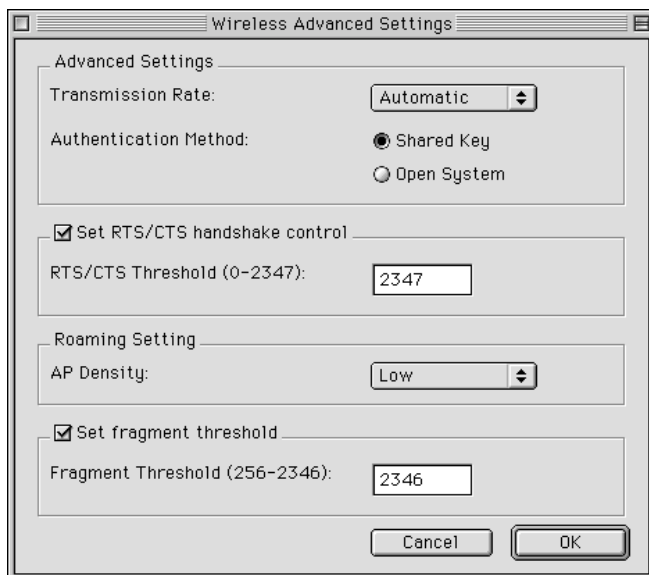 Wireless Advanced Settings
Advanced Settings
Transmission Rate: Automatic
Authentication Method: Shared Key
Open System
Set RTS/CTS handshake control
RTS/CTS Threshold (0-2347): 2347
Roaming Setting
AP Density: Low
Set fragment threshold
Fragment Threshold (256-2346): 2346
Cancel OK